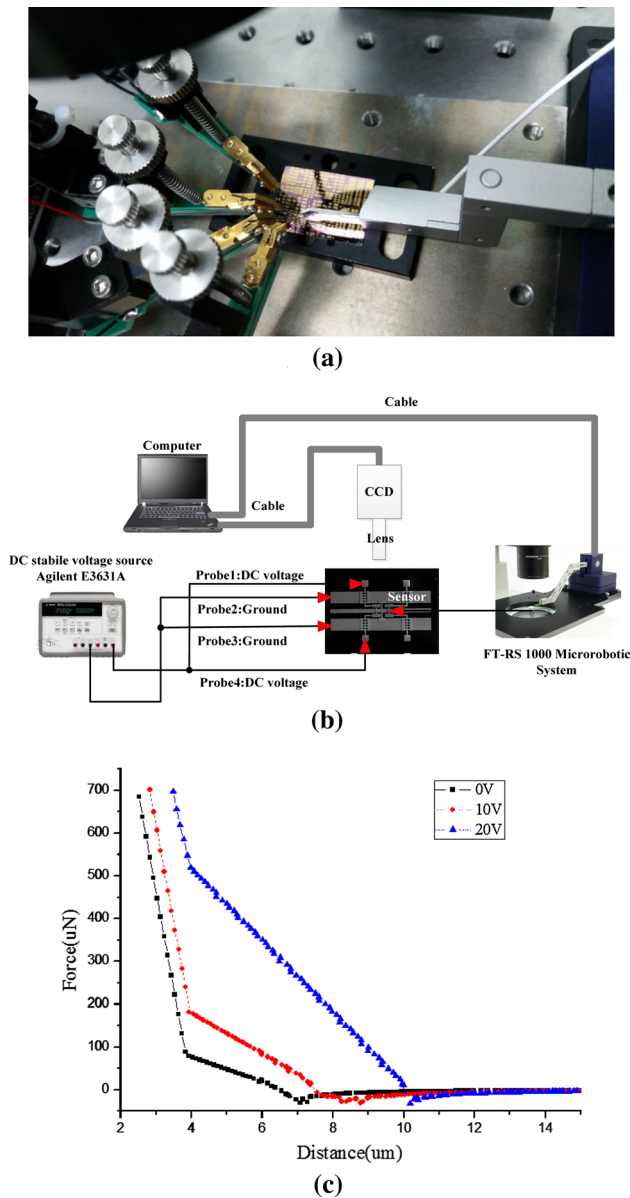 (a)
Cable
Computer
CCD
Cable
Lens
DC stabile voltage source
Agilent E3631A
Probe1:DC voltage
Sensor
Probe2:Ground
Probe3:Ground
FT-RS 1000 Microrobotic
System
Probe4:DC voltage
(b)
700
600
500
400
300
200
100
0
Force(uN)
0V
10V
20V
2 4 6 8 10 12 14
Distance(um)
(c)